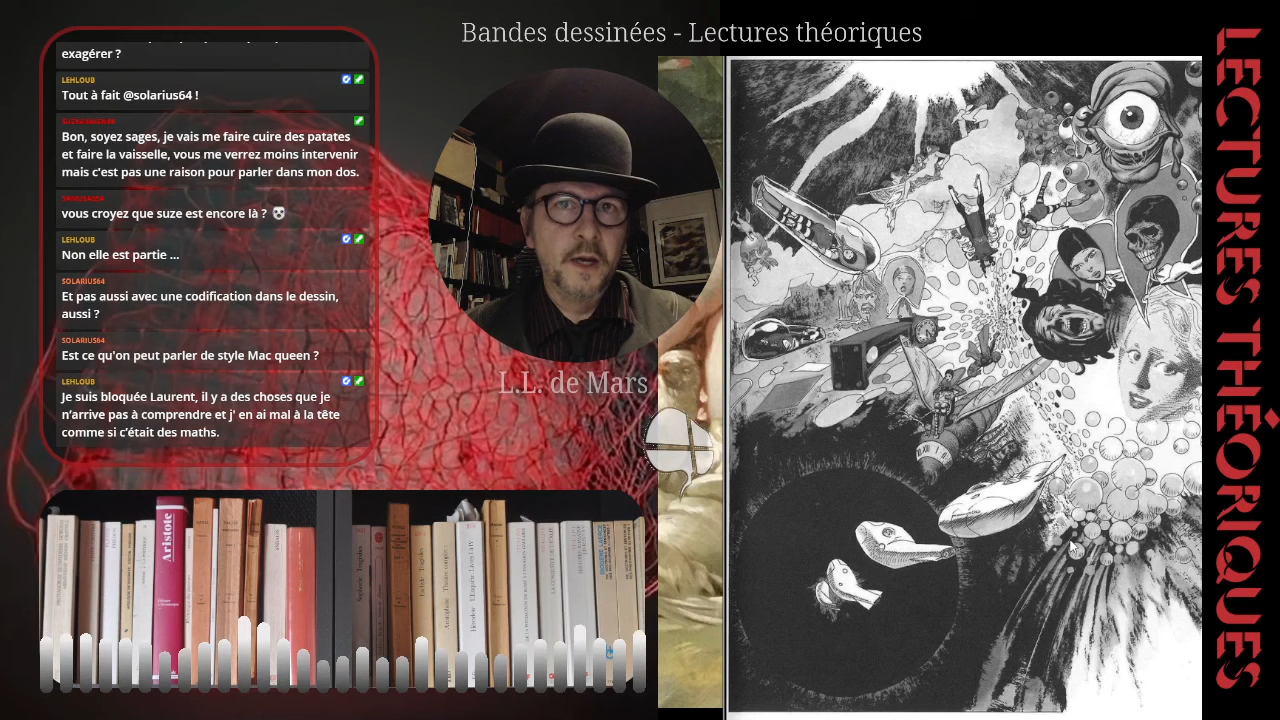 Bandes dessinées - Lectures théoriques
exagérer ?
LEHLOUB
Tout à fait @solarius64 !
Bon, soyez sages, je vais me faire cuire des patates
et faire la vaisselle, vous me verrez moins intervenir
mais c'est pas une raison pour parler dans mon dos.
vous croyez que suze est encore là ?
LEHLOUB
Non elle est partie ...
SOLARIUS64
Et pas aussi avec une codification dans le dessin,
aussi ?
SOLARIUS64
Est ce qu'on peut parler de style Mac queen ?
LEHLOUB
Je suis bloquée Laurent, il y a des choses que je
n’arrive pas à comprendre et j' en ai mal à la tête
comme si c’était des maths.
L.L. de Mars
Aristote
LECTURES THÉORIQUES